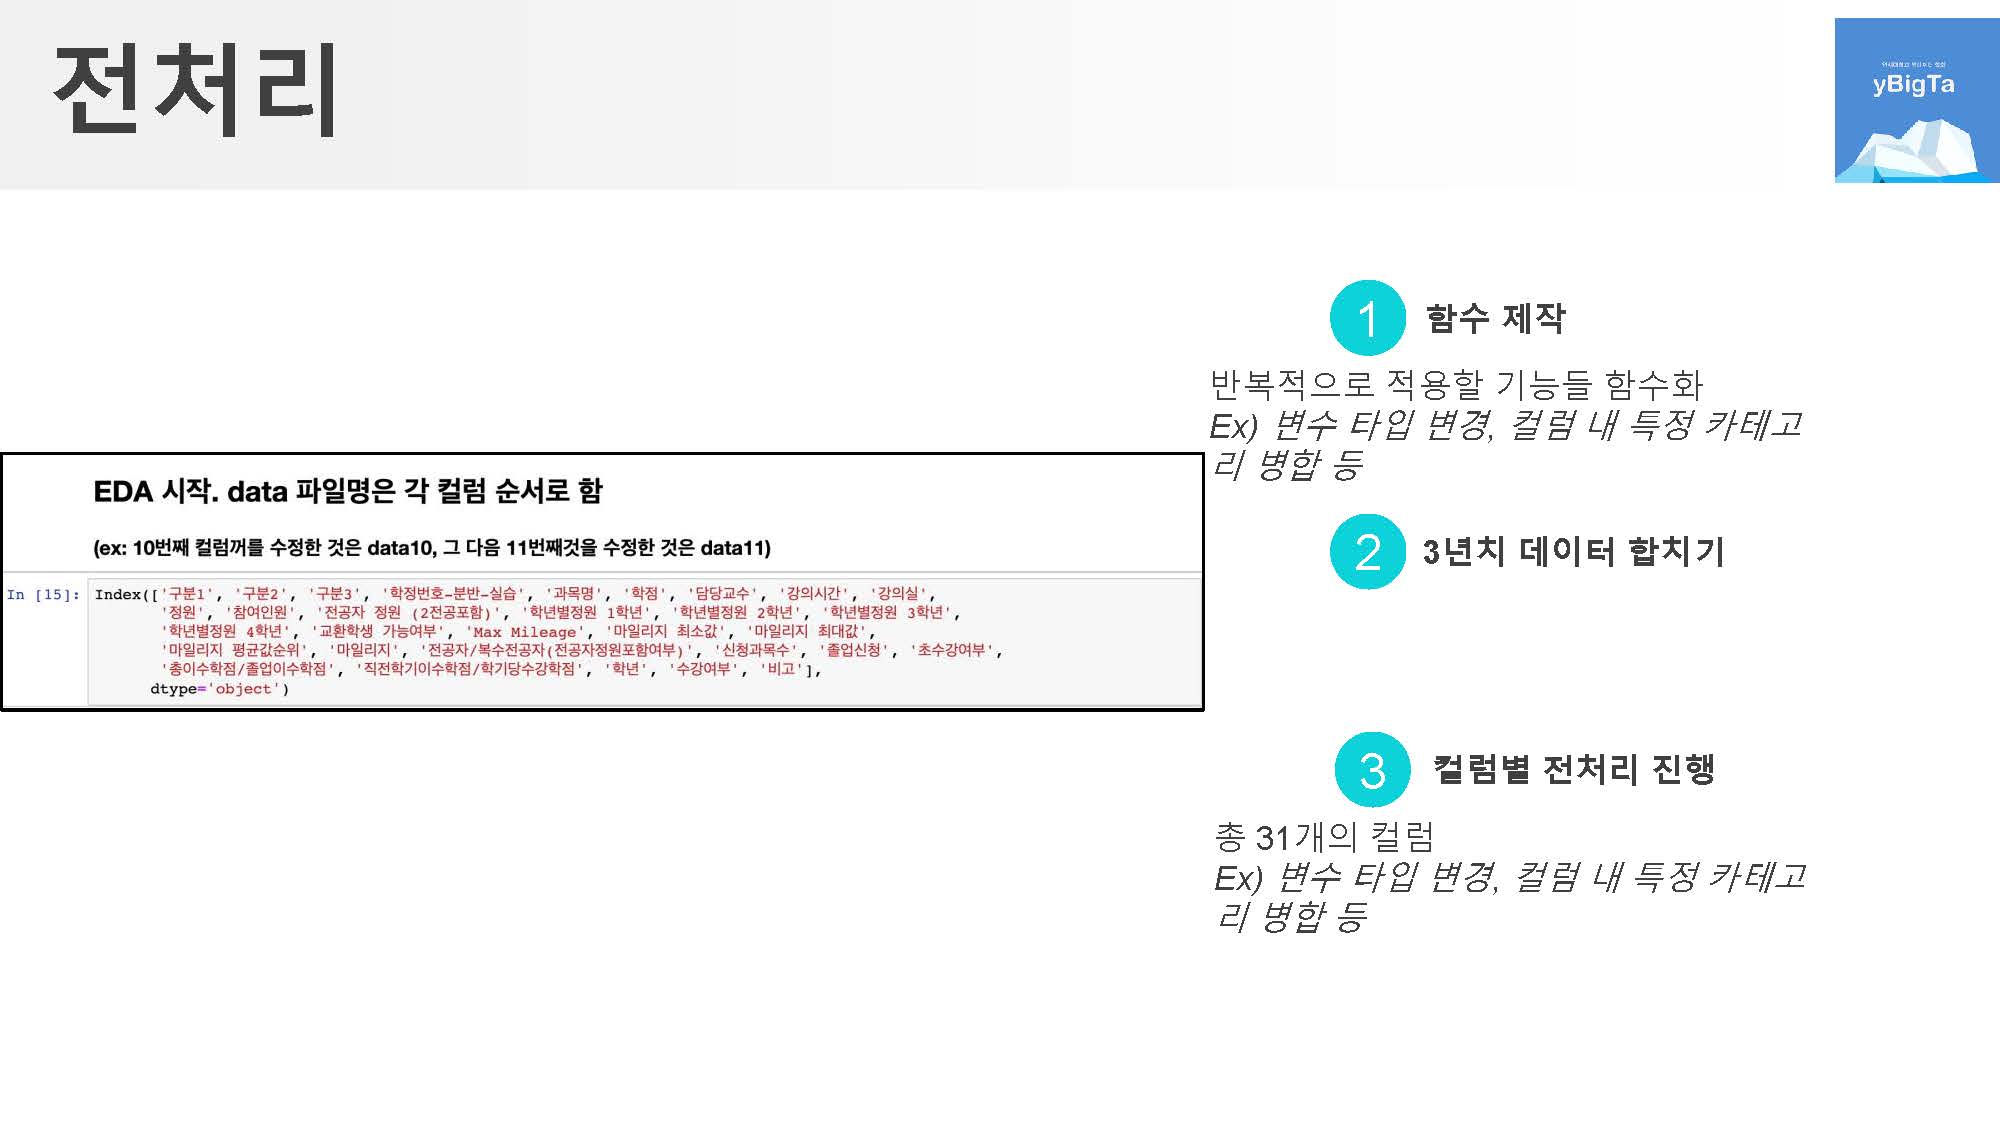 전처리
연세대학교 빅데이터 학회
yBigTa
1 함수 제작
반복적으로 적용할 기능들 함수화
Ex) 변수 타입 변경, 컬럼 내 특정 카테고
리 병합 등
EDA 시작. data 파일명은 각 컬럼 순서로 함
(ex: 10번째 컬럼꺼를 수정한 것은 data10, 그 다음 11번째것을 수정한 것은 data11)
In [15]: Index(['구분1', '구분2', '구분3', '학정번호-분반-실습', '과목명', '학점', '담당교수', '강의시간', '강의실',
'정원', '참여인원', '전공자 정원 (2전공포함)', '학년별정원 1학년', '학년별정원 2학년', '학년별정원 3학년',
'학년별정원 4학년', '교환학생 가능여부', 'Max Mileage', '마일리지 최소값', '마일리지 최대값',
'마일리지 평균값순위', '마일리지', '전공자/복수전공자(전공자정원포함여부)', '신청과목수', '졸업신청', '초수강여부',
'총이수학점/졸업이수학점', '직전학기이수학점/학기당수강학점', '학년', '수강여부', '비고'],
dtype='object')
2 3년치 데이터 합치기
3 컬럼별 전처리 진행
총 31개의 컬럼
Ex) 변수 타입 변경, 컬럼 내 특정 카테고
리 병합 등